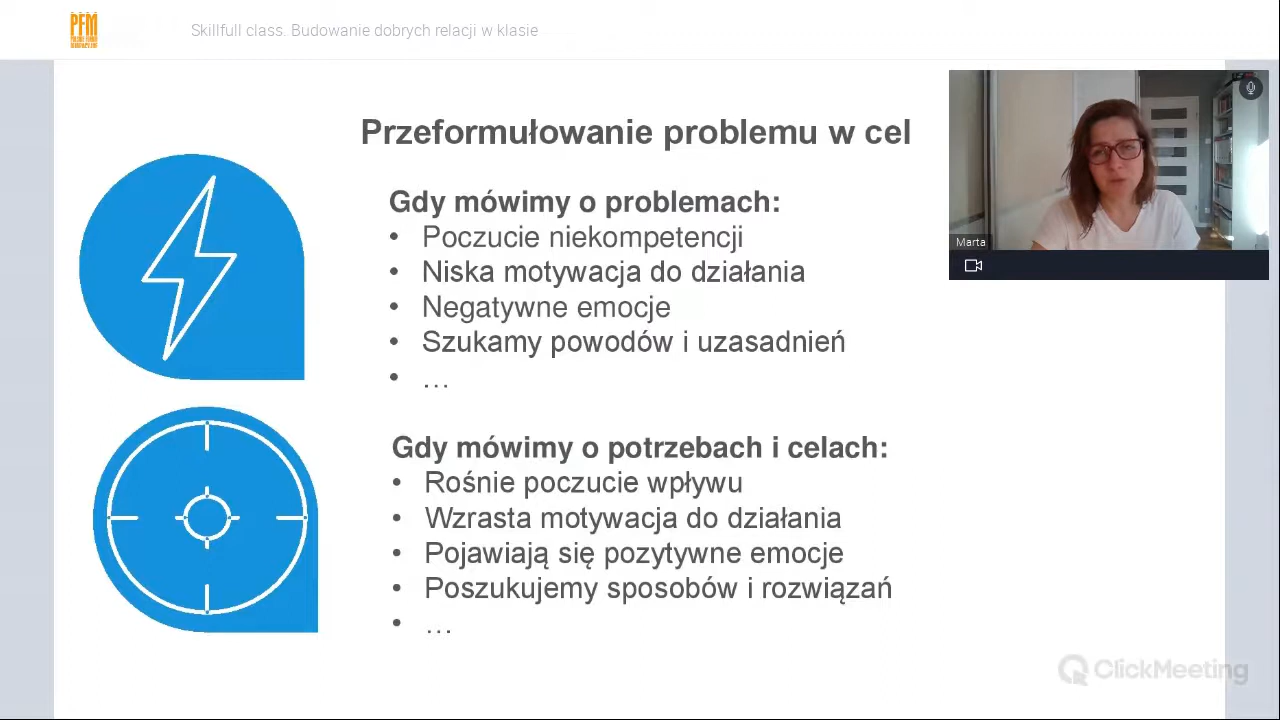 PFM
Skillfull class. Budowanie dobrych relacji w klasie
Przeformułowanie problemu w cel
Gdy mówimy o problemach:
• Poczucie niekompetencji
• Niska motywacja do działania
• Negatywne emocje
• Szukamy powodów i uzasadnień
• …
Marta
Gdy mówimy o potrzebach i celach:
• Rośnie poczucie wpływu
• Wzrasta motywacja do działania
• Pojawiają się pozytywne emocje
• Poszukujemy sposobów i rozwiązań
• …
ClickMeeting